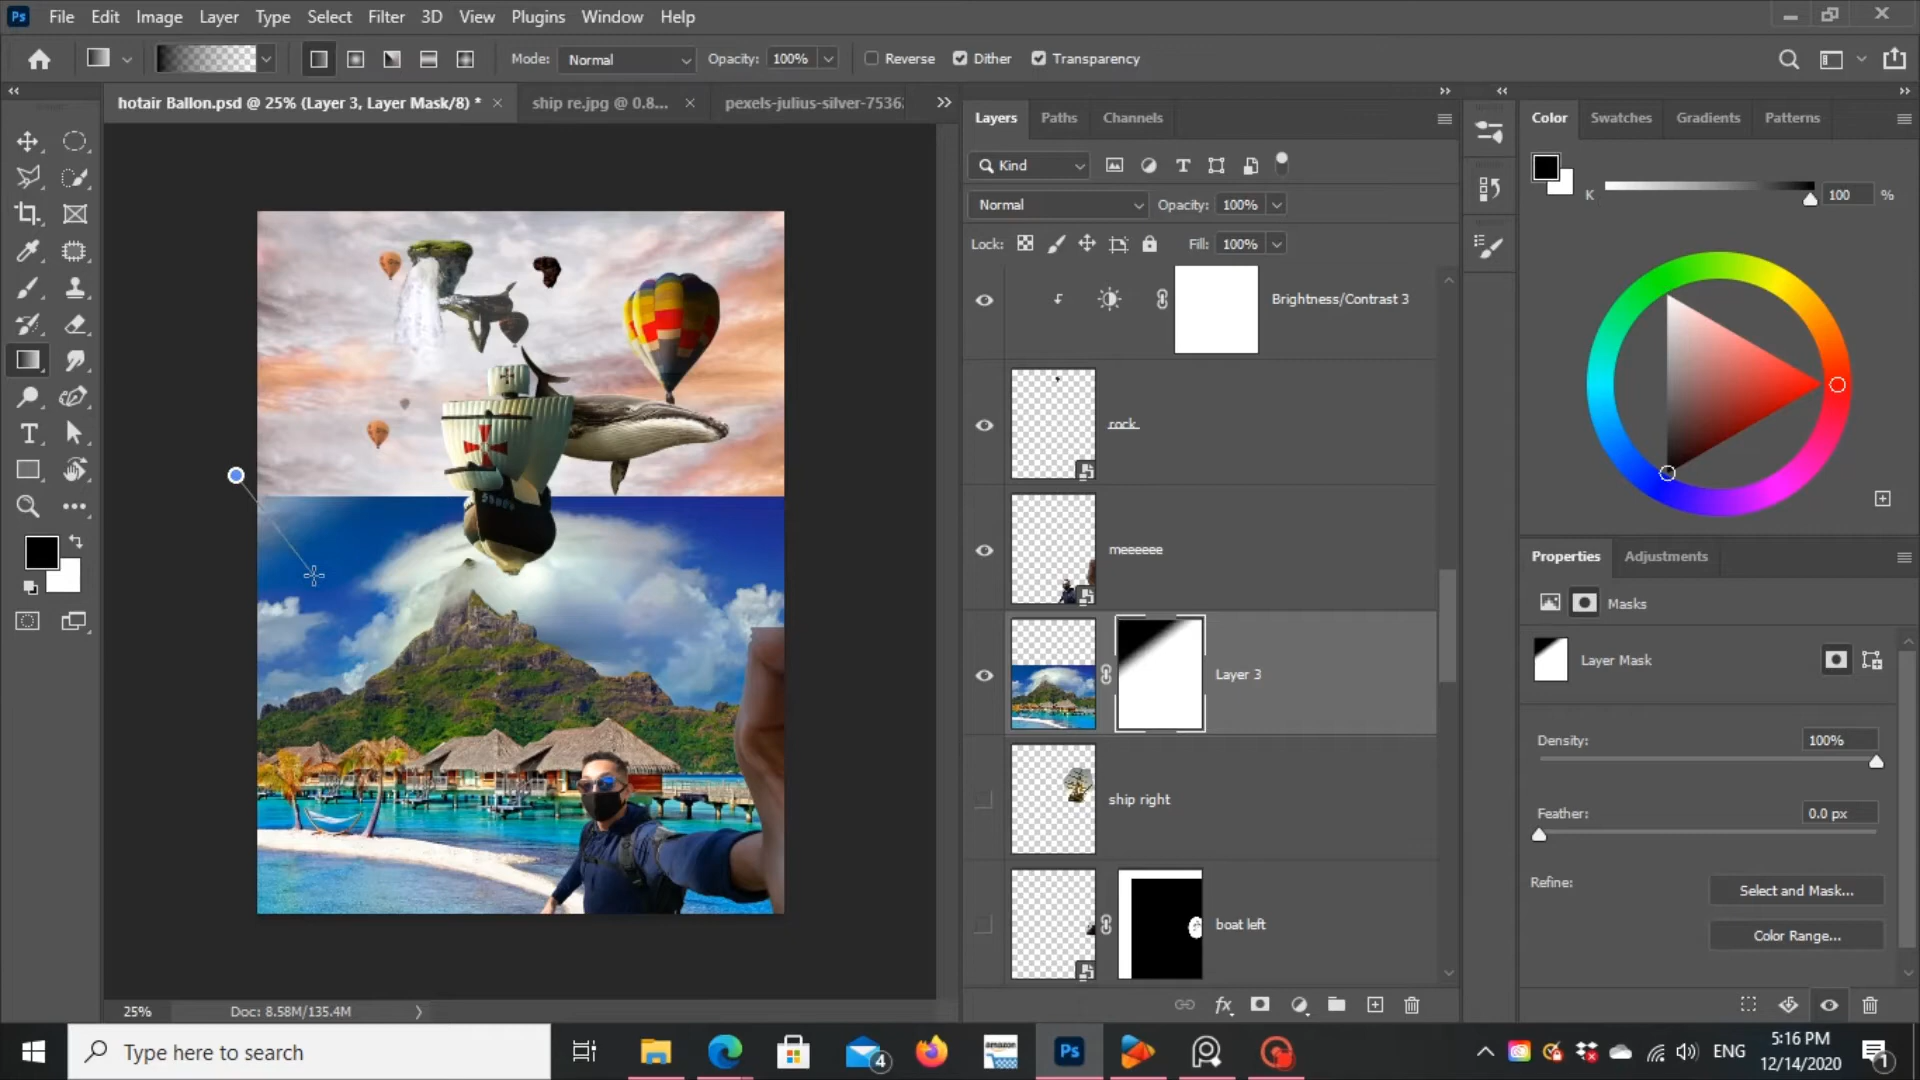 Ps File Edit Image Layer Type Select Filter 3D View Plugins Window Help
Mode: Normal Opacity: 100% Reverse Dither Transparency
hotair Ballon.psd @ 25% (Layer 3, Layer Mask/8) * ship re.jpg @ 0.8... pexels-julius-silver-7536
Layers Paths Channels
Kind
Normal Opacity: 100%
Lock: Fill: 100%
Brightness/Contrast 3
rock
meeeeee
Layer 3
ship right
boat left
Color Swatches Gradients Patterns
K 100 %
Properties Adjustments
Masks
Layer Mask
Density: 100%
Feather: 0.0 px
Refine: Select and Mask...
Color Range...
25% Doc: 8.58M/135.4M
Type here to search
4
amazon
Ps
ENG
5:16 PM
12/14/2020
1